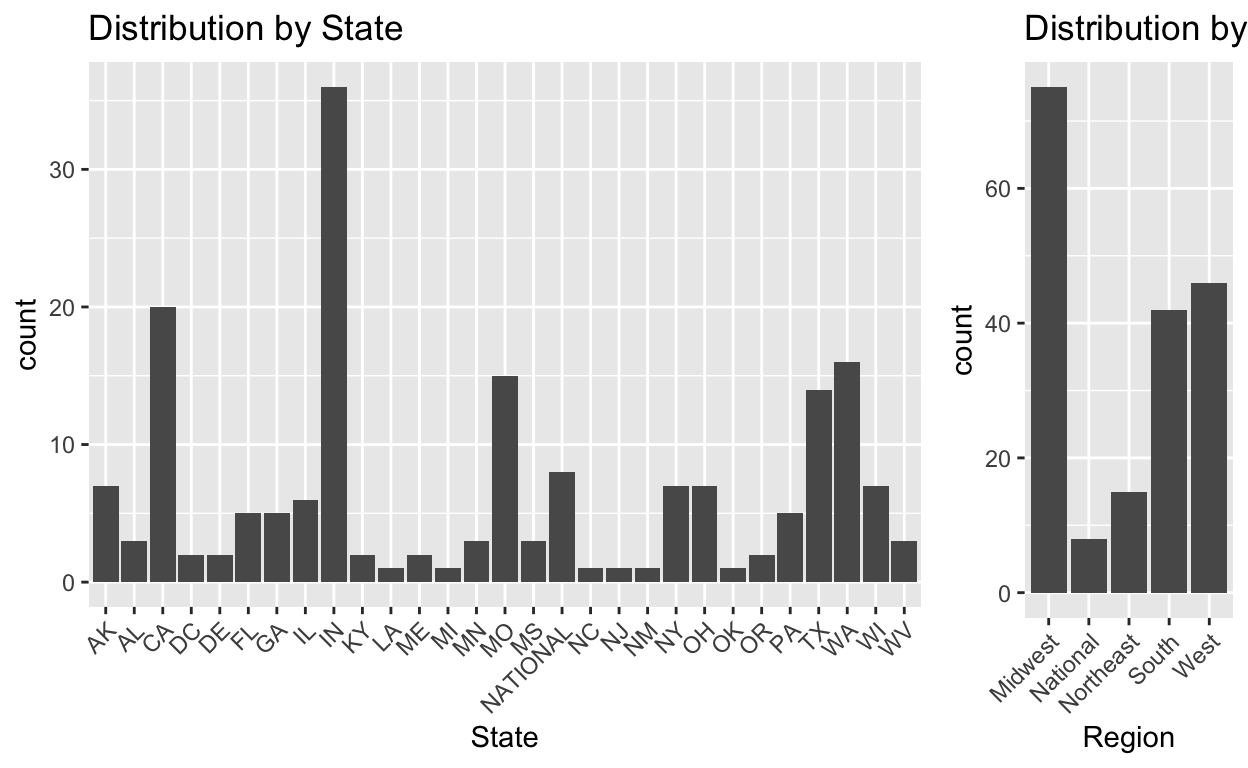 Distribution by State
30
20
10
0
count
AK AL CA DC DE FL GA IL IN KY LA ME MI MN MO MS NATIONAL NC NJ NM NY OH OK OR PA TX WA WI WV
State
Distribution by
60
40
20
0
count
Midwest National Northeast South West
Region